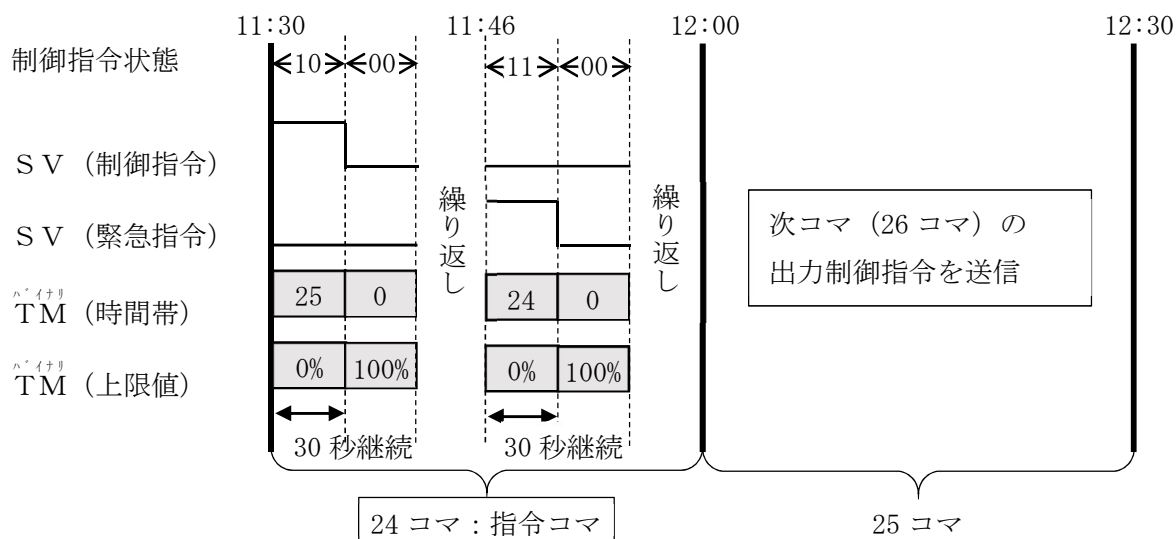 11:30 11:46 12:00 12:30
制御指令状態 10 00 11 00
ＳＶ（制御指令）
ＳＶ（緊急指令）
繰り返し
繰り返し
次コマ（26 コマ）の
出力制御指令を送信
ﾊﾞｲﾅﾘ
ＴＭ（時間帯） 25 0 24 0
ﾊﾞｲﾅﾘ
ＴＭ（上限値） 0% 100% 0% 100%
30 秒継続 30 秒継続
24 コマ：指令コマ 25 コマ